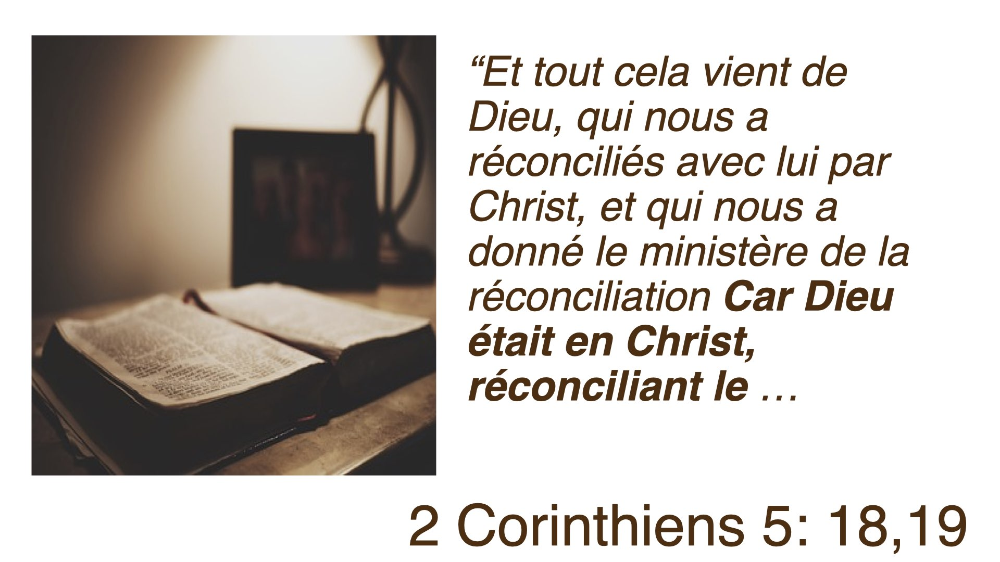 “Et tout cela vient de
Dieu, qui nous a
réconciliés avec lui par
Christ, et qui nous a
donné le ministère de la
réconciliation Car Dieu
était en Christ,
réconciliant le …
2 Corinthiens 5: 18,19